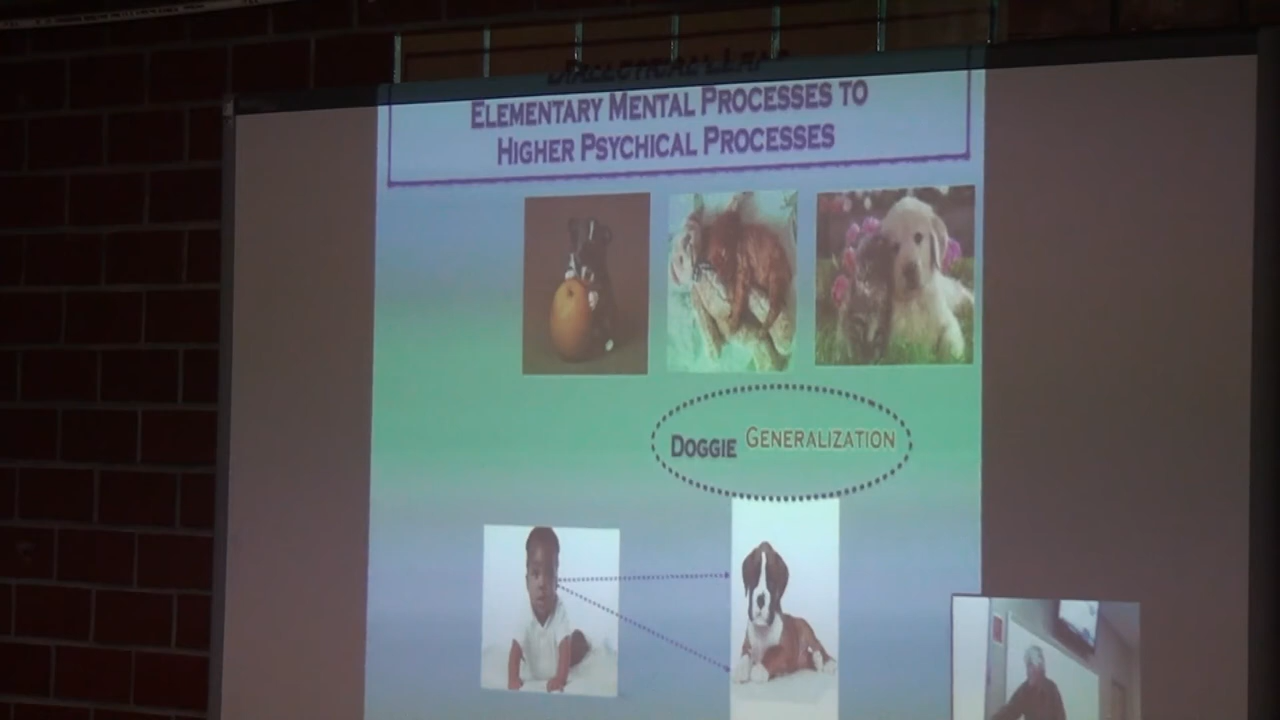 ELEMENTARY MENTAL PROCESSES TO
HIGHER PSYCHICAL PROCESSES
DOGGIE GENERALIZATION